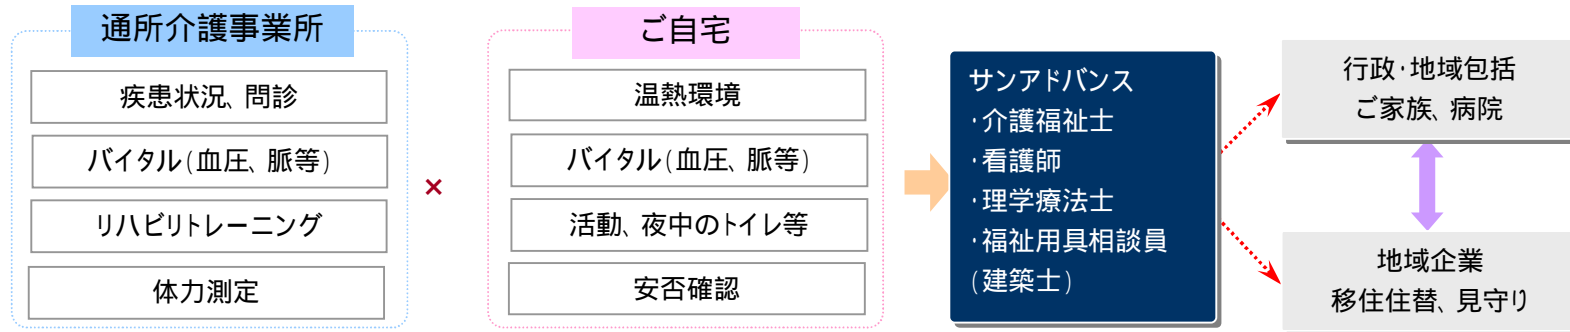 通所介護事業所
疾患状況、問診
バイタル(血圧、脈等)
リハビリトレーニング
体力測定
×
ご自宅
温熱環境
バイタル(血圧、脈等)
活動、夜中のトイレ等
安否確認
サンアドバンス
・介護福祉士
・看護師
・理学療法士
・福祉用具相談員
(建築士)
行政・地域包括
ご家族、病院
地域企業
移住住替、見守り